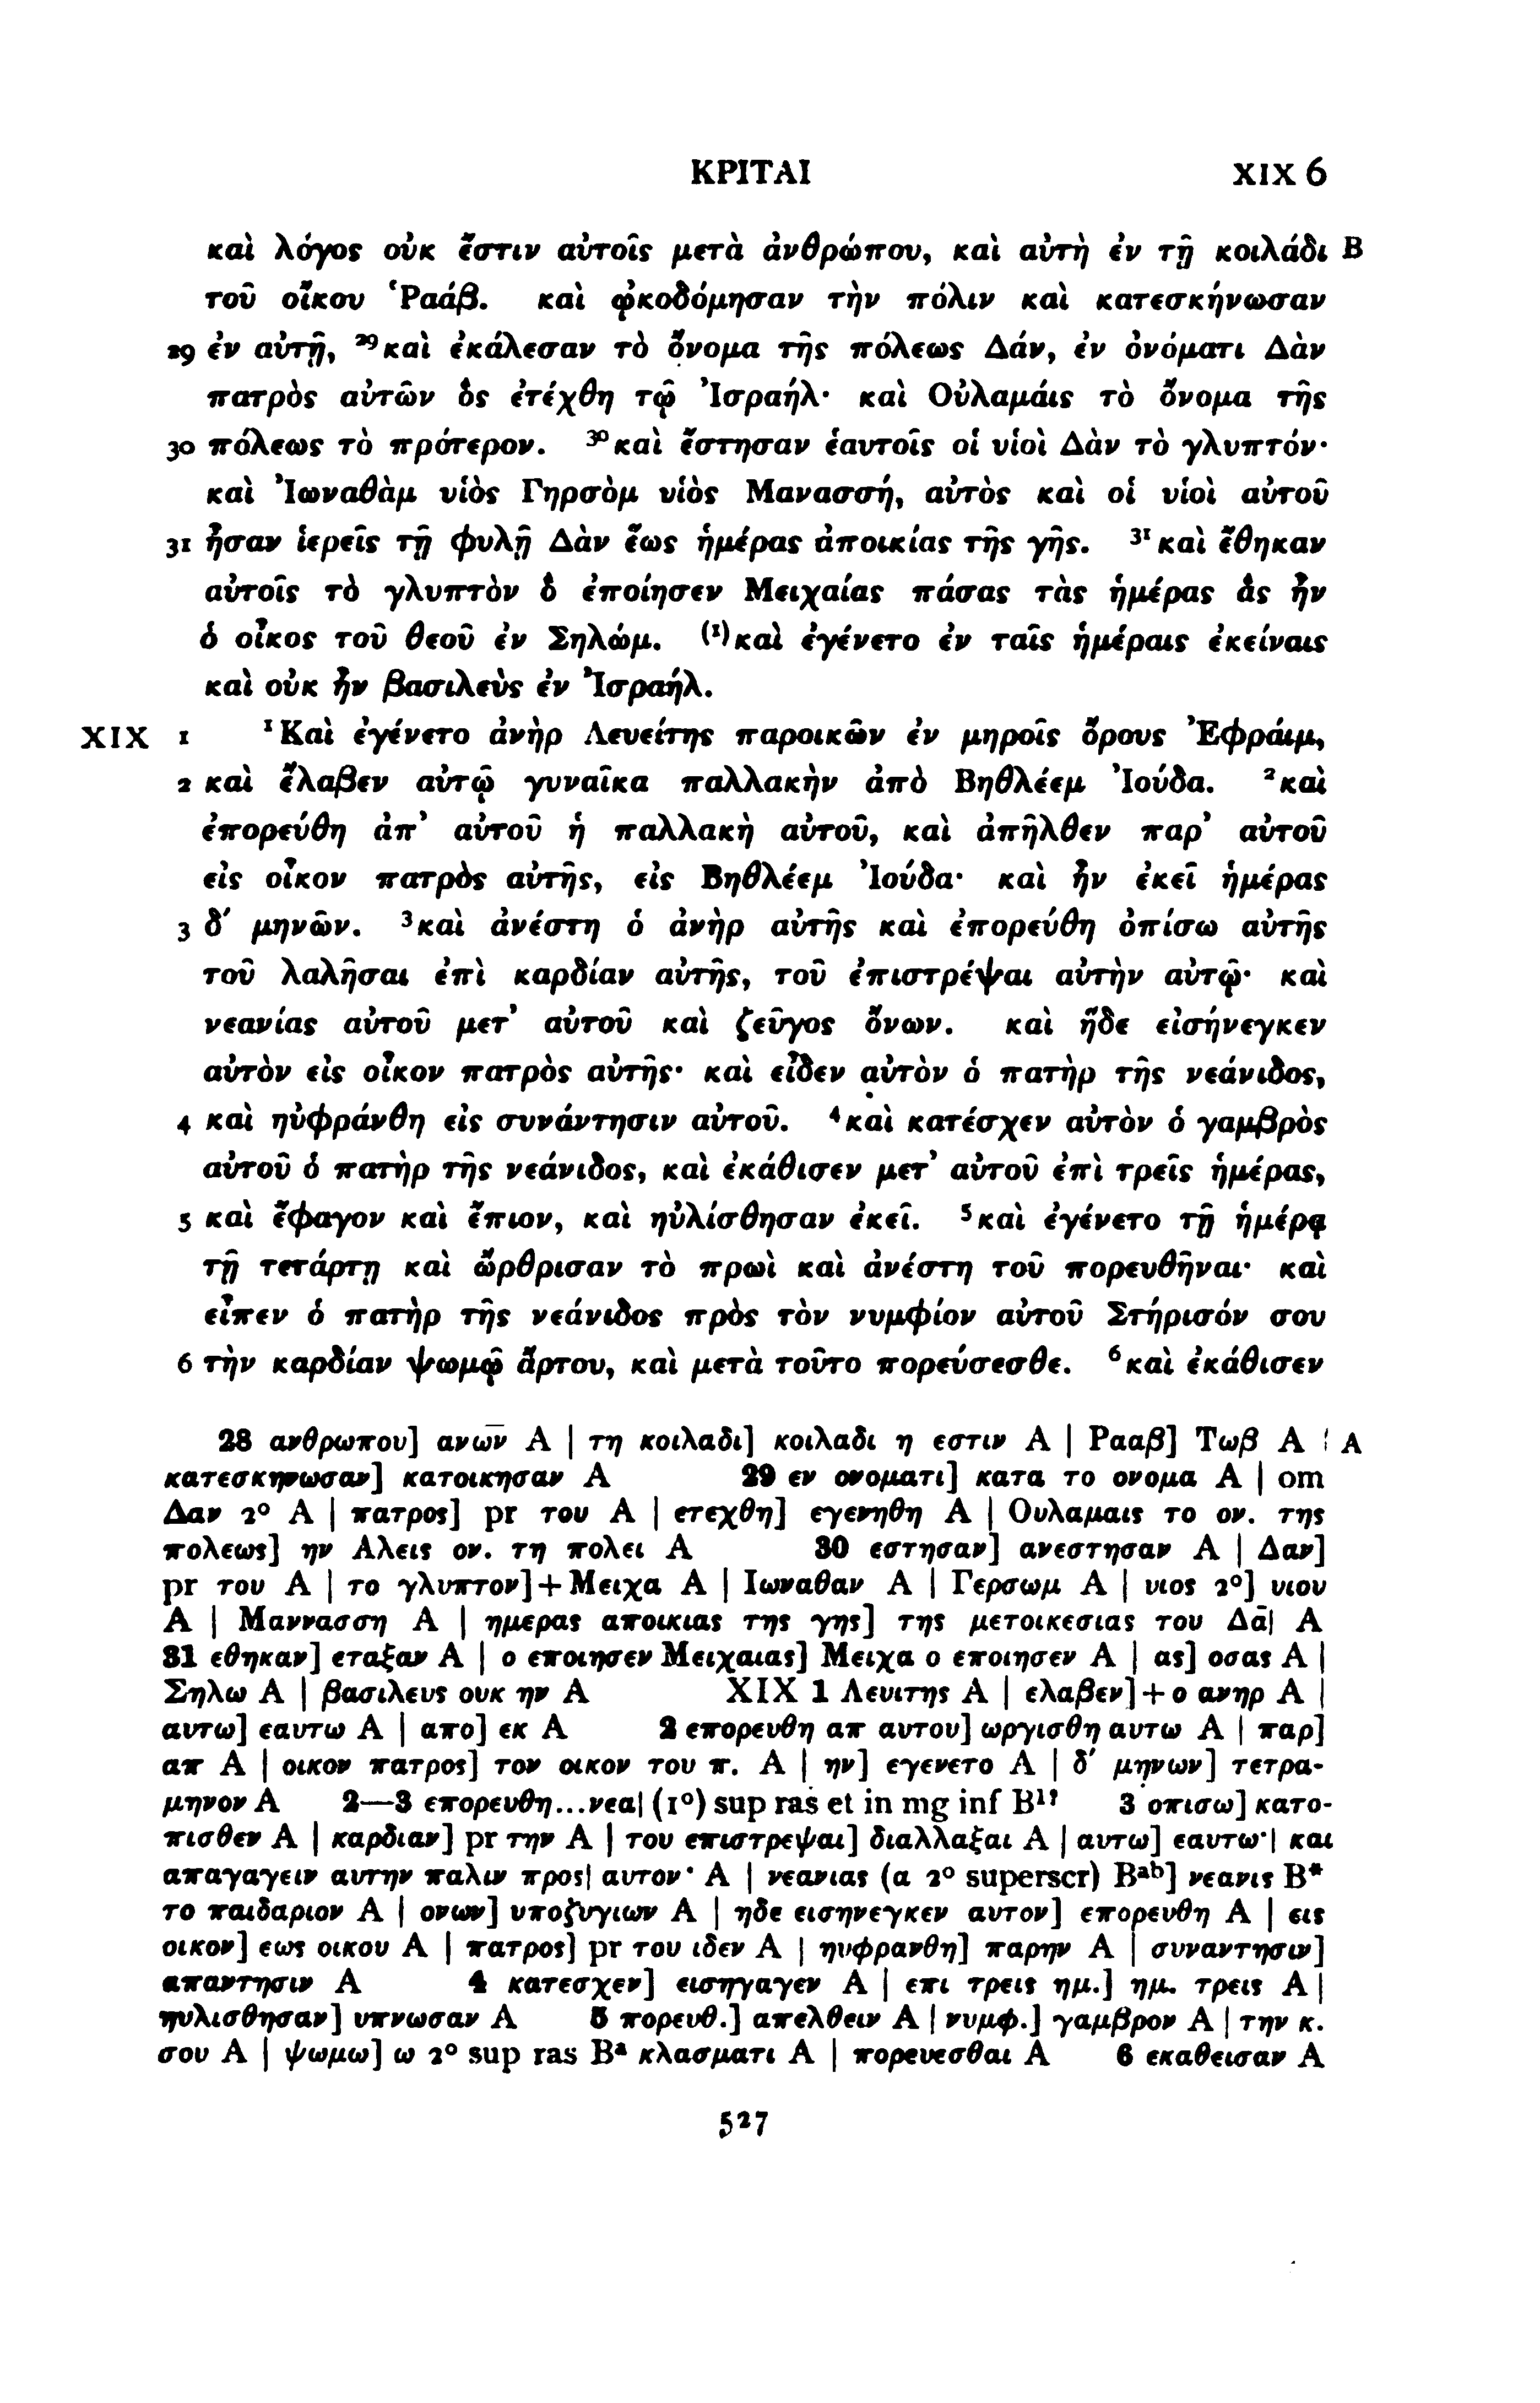 ΚΡΙΤΑΙ XIX 6
καὶ λόγος οὐκ ἔστιν αὐτοῖς μετὰ ἀνθρώπου, καὶ αὐτὴ ἐν τῇ κοιλάδι B
τοῦ οἴκου Ῥαάβ. καὶ ᾠκοδόμησαν τὴν πόλιν καὶ κατεσκήνωσαν
29 ἐν αὐτῇ, ²⁹καὶ ἐκάλεσαν τὸ ὄνομα τῆς πόλεως Δάν, ἐν ὀνόματι Δὰν
πατρὸς αὐτῶν ὃς ἐτέχθη τῷ Ἰσραήλ· καὶ Οὐλαμάις τὸ ὄνομα τῆς
30 πόλεως τὸ πρότερον. ³⁰καὶ ἔστησαν ἑαυτοῖς οἱ υἱοὶ Δὰν τὸ γλυπτόν·
καὶ Ἰωναθὰμ υἱὸς Γηρσὸμ υἱὸς Μανασσή, αὐτὸς καὶ οἱ υἱοὶ αὐτοῦ
31 ἦσαν ἱερεῖς τῇ φυλῇ Δὰν ἕως ἡμέρας ἀποικίας τῆς γῆς. ³¹καὶ ἔθηκαν
αὐτοῖς τὸ γλυπτὸν ὃ ἐποίησεν Μειχαίας πάσας τὰς ἡμέρας ἃς ἦν
ὁ οἶκος τοῦ θεοῦ ἐν Σηλώμ. ⁽¹⁾καὶ ἐγένετο ἐν ταῖς ἡμέραις ἐκείναις
καὶ οὐκ ἦν βασιλεὺς ἐν Ἰσραήλ.
XIX 1 ¹Καὶ ἐγένετο ἀνὴρ Λευείτης παροικῶν ἐν μηροῖς ὄρους Ἐφράιμ,
2 καὶ ἔλαβεν αὐτῷ γυναῖκα παλλακὴν ἀπὸ Βηθλέεμ Ἰούδα. ²καὶ
ἐπορεύθη ἀπ’ αὐτοῦ ἡ παλλακὴ αὐτοῦ, καὶ ἀπῆλθεν παρ’ αὐτοῦ
εἰς οἶκον πατρὸς αὐτῆς, εἰς Βηθλέεμ Ἰούδα· καὶ ἦν ἐκεῖ ἡμέρας
3 δ′ μηνῶν. ³καὶ ἀνέστη ὁ ἀνὴρ αὐτῆς καὶ ἐπορεύθη ὀπίσω αὐτῆς
τοῦ λαλῆσαι ἐπὶ καρδίαν αὐτῆς, τοῦ ἐπιστρέψαι αὐτὴν αὐτῷ· καὶ
νεανίας αὐτοῦ μετ’ αὐτοῦ καὶ ζεῦγος ὄνων. καὶ ἥδε εἰσήνεγκεν
αὐτὸν εἰς οἶκον πατρὸς αὐτῆς· καὶ εἶδεν αὐτὸν ὁ πατὴρ τῆς νεάνιδος,
4 καὶ ηὐφράνθη εἰς συνάντησιν αὐτοῦ. ⁴καὶ κατέσχεν αὐτὸν ὁ γαμβρὸς
αὐτοῦ ὁ πατὴρ τῆς νεάνιδος, καὶ ἐκάθισεν μετ’ αὐτοῦ ἐπὶ τρεῖς ἡμέρας,
5 καὶ ἔφαγον καὶ ἔπιον, καὶ ηὐλίσθησαν ἐκεῖ. ⁵καὶ ἐγένετο τῇ ἡμέρᾳ
τῇ τετάρτῃ καὶ ὤρθρισαν τὸ πρωὶ καὶ ἀνέστη τοῦ πορευθῆναι· καὶ
εἶπεν ὁ πατὴρ τῆς νεάνιδος πρὸς τὸν νυμφίον αὐτοῦ Στήρισόν σου
6 τὴν καρδίαν ψωμῷ ἄρτου, καὶ μετὰ τοῦτο πορεύσεσθε. ⁶καὶ ἐκάθισεν
28 ανθρωπου] ανων̅ A | τη κοιλαδι] κοιλαδι η εστιν A |Ρααβ] Τωβ A | A
κατεσκηνωσαν] κατοικησαν A 29 εν ονοματι] κατα το ονομα A | om
Δαν 2° A | πατρος] pr του A | ετεχθη] εγενηθη A | Ουλαμαις το ον. της
πολεως] ην Αλεις ον. τη πολει A 30 εστησαν] ανεστησαν A | Δαν]
pr του A | το γλυπτον]+Μειχα A | Ιωναθαν A | Γερσωμ A | υιος 2°] υιου
A | Μαννασση A | ημερας αποικιας της γης] της μετοικεσιας του Δα̅| A
31 εθηκαν] εταξαν A | ο εποιησεν Μειχαιας] Μειχα ο εποιησεν A | ας] οσας A |
Σηλω A | βασιλευς ουκ ην A XIX 1 Λευιτης A | ελαβεν]+ο ανηρ A |
αυτω] εαυτω A | απο] εκ A 2 επορευθη απ αυτου] ωργισθη αυτω A | παρ]
απ A | οικον πατρος] τον οικον του π. A | ην] εγενετο A | δ′ μηνων] τετρα-
μηνον A 2—3 επορευθη...νεα| (1°) sup ras et in mg inf B¹ˀ 3 οπισω] κατο-
πισθεν A | καρδιαν] pr την A | του επιστρεψαι] διαλλαξαι A | αυτω] εαυτω·| και
απαγαγειν αυτην παλιν προς| αυτον· A | νεανιας (α 2° superscr) Bᵃᵇ] νεανις B*
το παιδαριον A | ονων] υποζυγιων A | ηδε εισηνεγκεν αυτον] επορευθη A | εις
οικον] εως οικου A | πατρος] pr του ιδεν A | ηυφρανθη] παρην A | συναντησιν]
απαντησιν A 4 κατεσχεν] εισηγαγεν A | επι τρεις ημ.] ημ. τρεις A |
ηυλισθησαν] υπνωσαν A 5 πορευθ.] απελθειν A | νυμφ.] γαμβρον A | την κ.
σου A | ψωμω] ω 2° sup ras Bᵃ κλασματι A | πορευεσθαι A 6 εκαθεισαν A
527